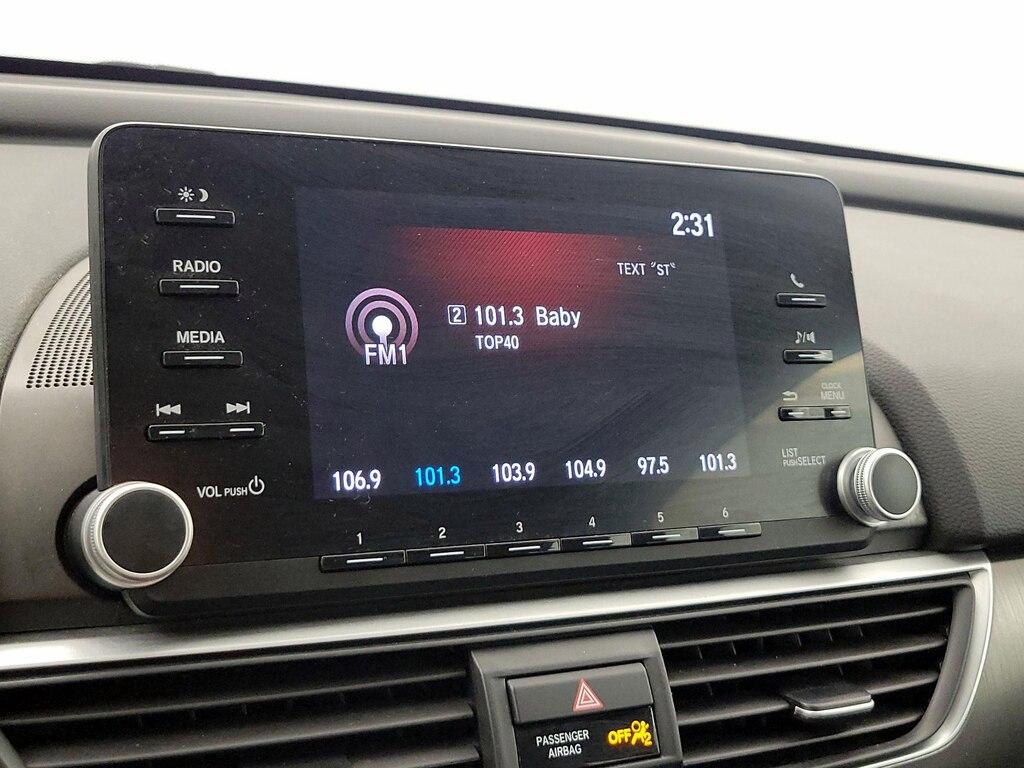 2:31
TEXT "ST"
2 101.3 Baby
TOP40
FM1
106.9 101.3 103.9 104.9 97.5 101.3
RADIO
MEDIA
VOL PUSH
1 2 3 4 5 6
CLOCK
MENU
LIST
PUSH SELECT
PASSENGER
AIRBAG
OFF 2